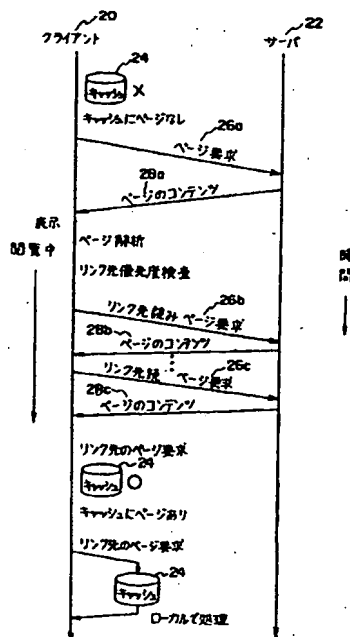 20
クライアント
22
サーバ
24
キャッシュ ×
キャッシュにページなし
26a
ページ要求
28a
ページのコンテンツ
表示
閲覧中
ページ解析
時間
リンク先優先度検査
26b
リンク先読み ページ要求
28b
ページのコンテンツ
26c
リンク先読 ページ要求
28c
ページのコンテンツ
リンク先のページ要求
24
キャッシュ ○
キャッシュにページあり
リンク先のページ要求
24
キャッシュ
ローカルで処理